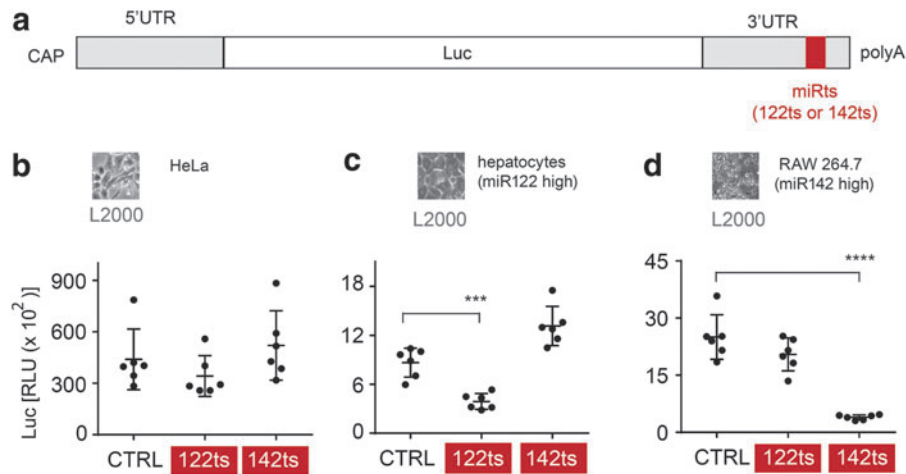 a
5'UTR
3'UTR
CAP
Luc
polyA
miRts
(122ts or 142ts)
b
HeLa
L2000
Luc [RLU (x 10²)]
900
600
300
0
CTRL
122ts
142ts
c
hepatocytes
(miR122 high)
L2000
18
12
6
0
***
CTRL
122ts
142ts
d
RAW 264.7
(miR142 high)
L2000
45
30
15
0
****
CTRL
122ts
142ts